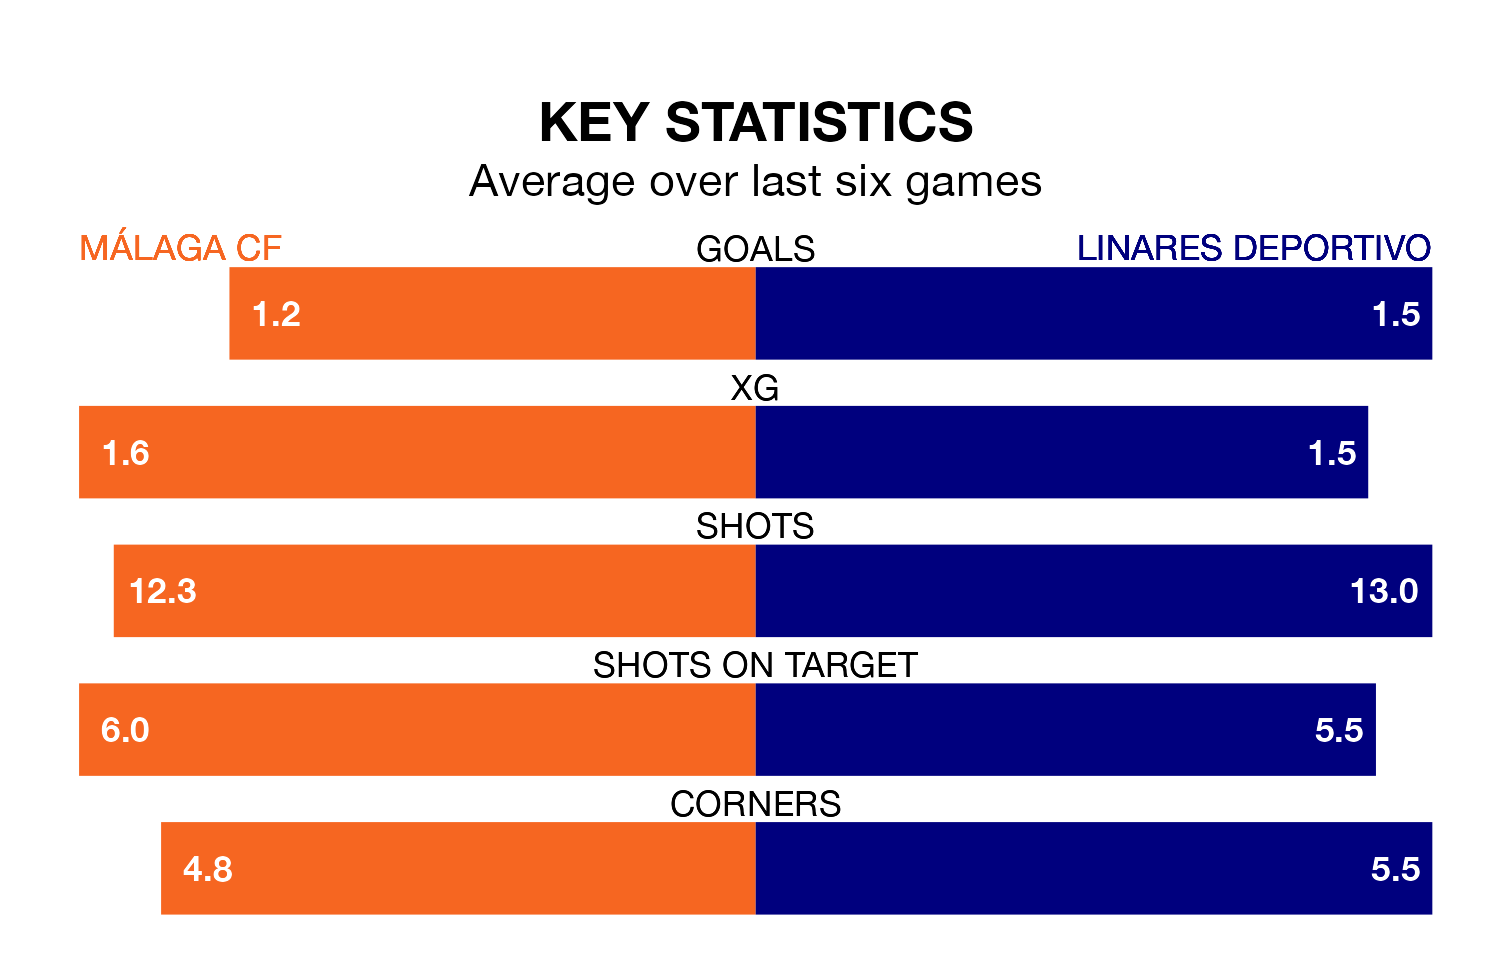 KEY STATISTICS
Average over last six games
MÁLAGA CF GOALS LINARES DEPORTIVO
1.2 1.5
XG
1.6 1.5
SHOTS
12.3 13.0
SHOTS ON TARGET
6.0 5.5
CORNERS
4.8 5.5